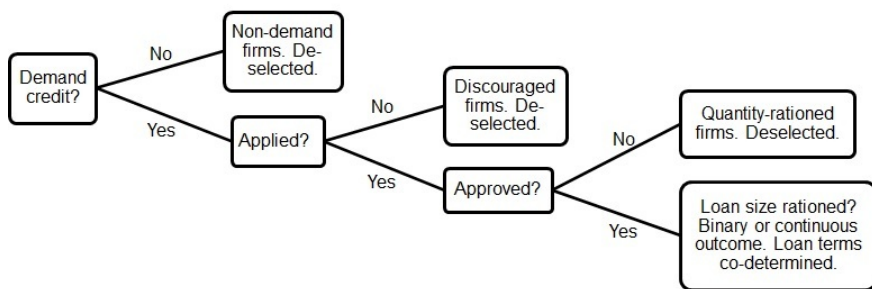 Demand
credit?
No
Non-demand
firms. De-
selected.
Yes
Applied?
No
Discouraged
firms. De-
selected.
Yes
Approved?
No
Quantity-rationed
firms. Deselected.
Yes
Loan size rationed?
Binary or continuous
outcome. Loan terms
co-determined.